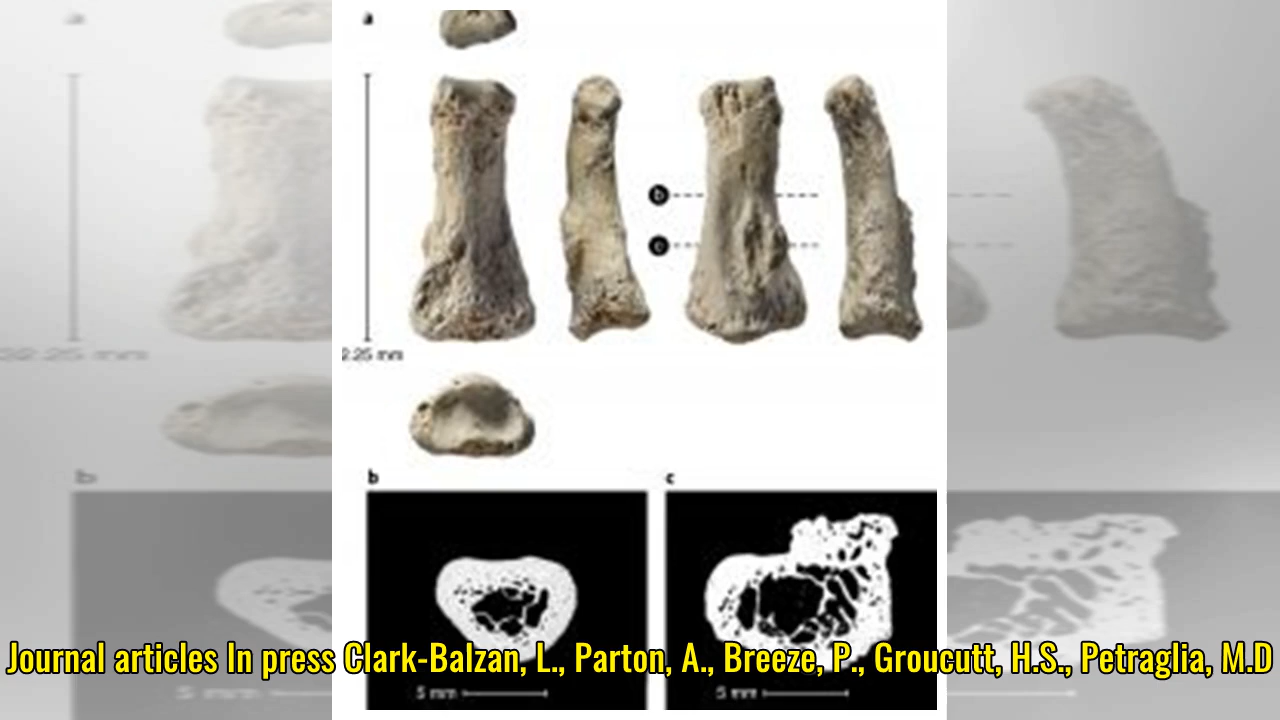 a
b
c
2.25 mm
b
c
5 mm
5 mm
Journal articles In press Clark-Balzan, L., Parton, A., Breeze, P., Groucutt, H.S., Petraglia, M.D